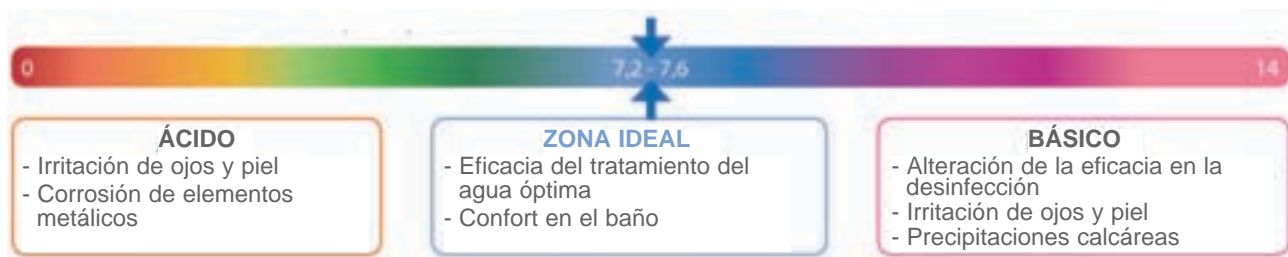 0 7,2 - 7,6 14
ÁCIDO
- Irritación de ojos y piel
- Corrosión de elementos
metálicos
ZONA IDEAL
- Eficacia del tratamiento del
agua óptima
- Confort en el baño
BÁSICO
- Alteración de la eficacia en la
desinfección
- Irritación de ojos y piel
- Precipitaciones calcáreas